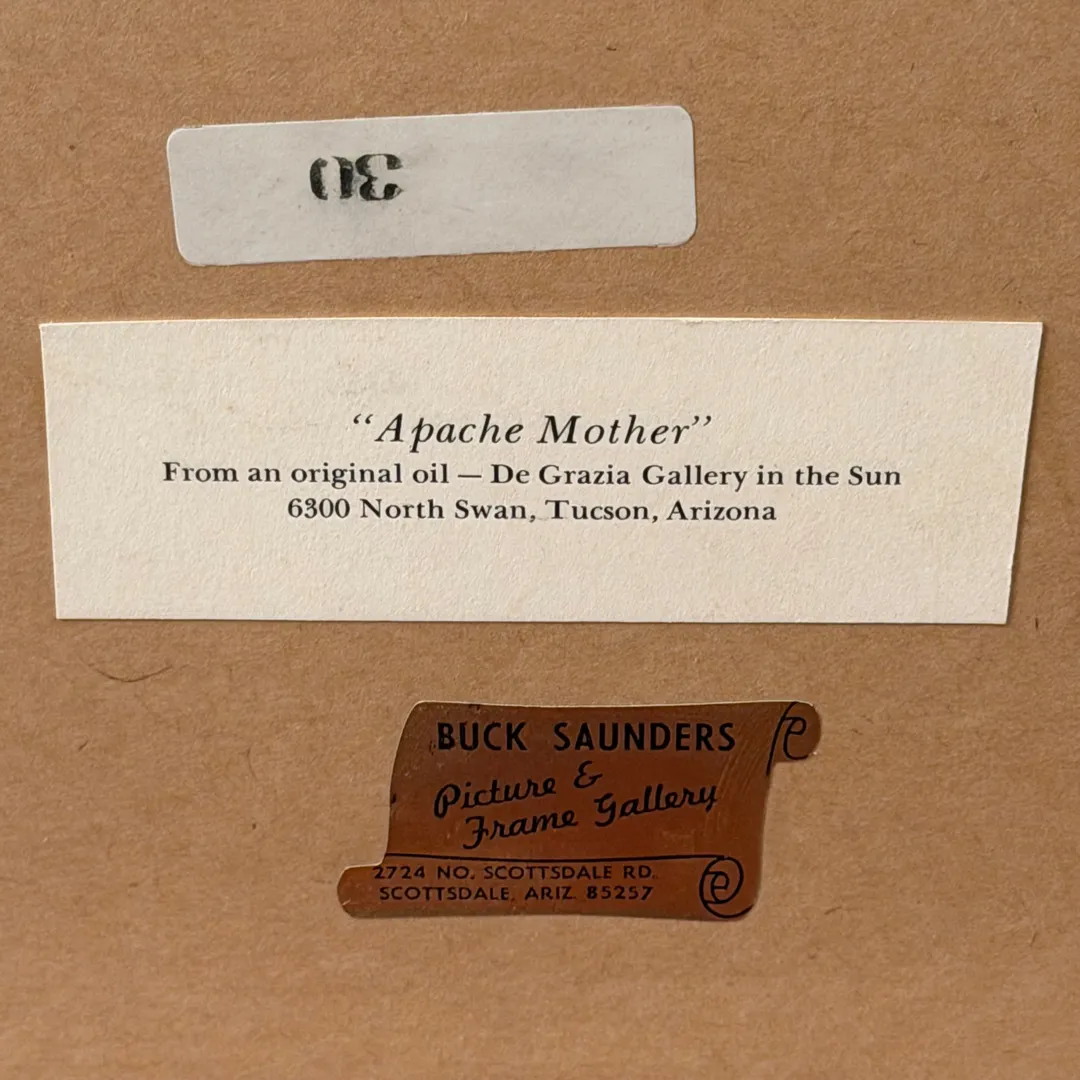 30
“Apache Mother”
From an original oil — De Grazia Gallery in the Sun
6300 North Swan, Tucson, Arizona
BUCK SAUNDERS
Picture &
Frame Gallery
2724 NO. SCOTTSDALE RD.
SCOTTSDALE, ARIZ. 85257